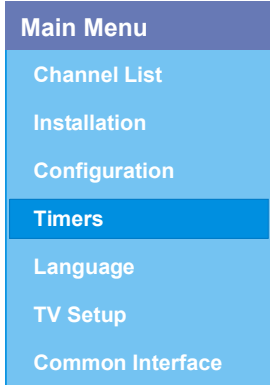 Main Menu
Channel List
Installation
Configuration
Timers
Language
TV Setup
Common Interface